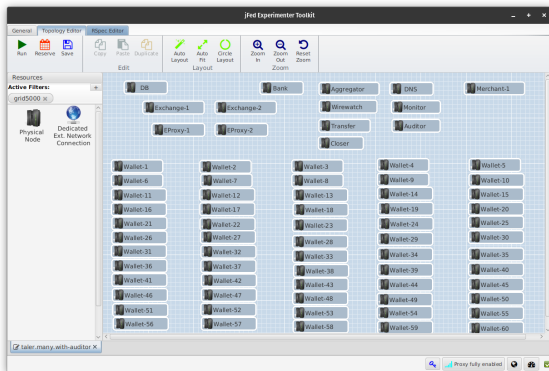 jFed Experimenter Toolkit
General Topology Editor RSpec Editor
Run Reserve Save Copy Paste Duplicate Auto Layout Auto Fit Circle Layout Zoom In Zoom Out Reset Zoom
Edit Layout Zoom
Resources
Active Filters: +
grid5000 x
Physical Node
Dedicated Ext. Network Connection
DB Bank Aggregator DNS Merchant-1
Exchange-1 Exchange-2 Wirewatch Monitor
EProxy-1 EProxy-2 Transfer Auditor
Closer
Wallet-1 Wallet-2 Wallet-3 Wallet-4 Wallet-5
Wallet-6 Wallet-7 Wallet-8 Wallet-9 Wallet-10
Wallet-11 Wallet-12 Wallet-13 Wallet-14 Wallet-15
Wallet-16 Wallet-17 Wallet-18 Wallet-19 Wallet-20
Wallet-21 Wallet-22 Wallet-23 Wallet-24 Wallet-25
Wallet-26 Wallet-27 Wallet-28 Wallet-29 Wallet-30
Wallet-31 Wallet-32 Wallet-33 Wallet-34 Wallet-35
Wallet-36 Wallet-37 Wallet-38 Wallet-39 Wallet-40
Wallet-41 Wallet-42 Wallet-43 Wallet-44 Wallet-45
Wallet-46 Wallet-47 Wallet-48 Wallet-49 Wallet-50
Wallet-51 Wallet-52 Wallet-53 Wallet-54 Wallet-55
Wallet-56 Wallet-57 Wallet-58 Wallet-59 Wallet-60
taler.many.with-auditor
Proxy fully enabled